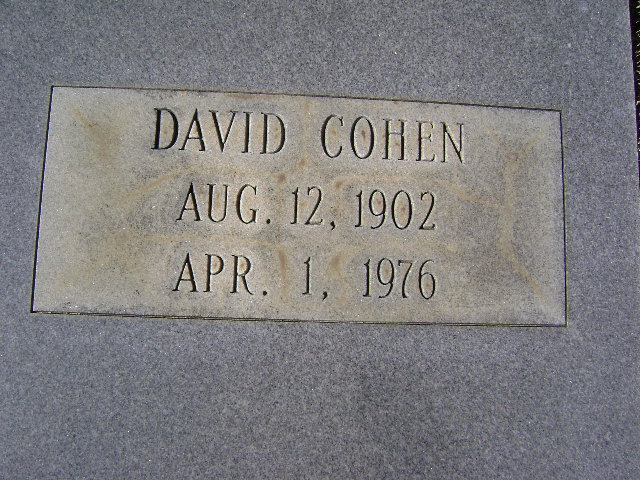 DAVID COHEN
AUG. 12, 1902
APR. 1, 1976